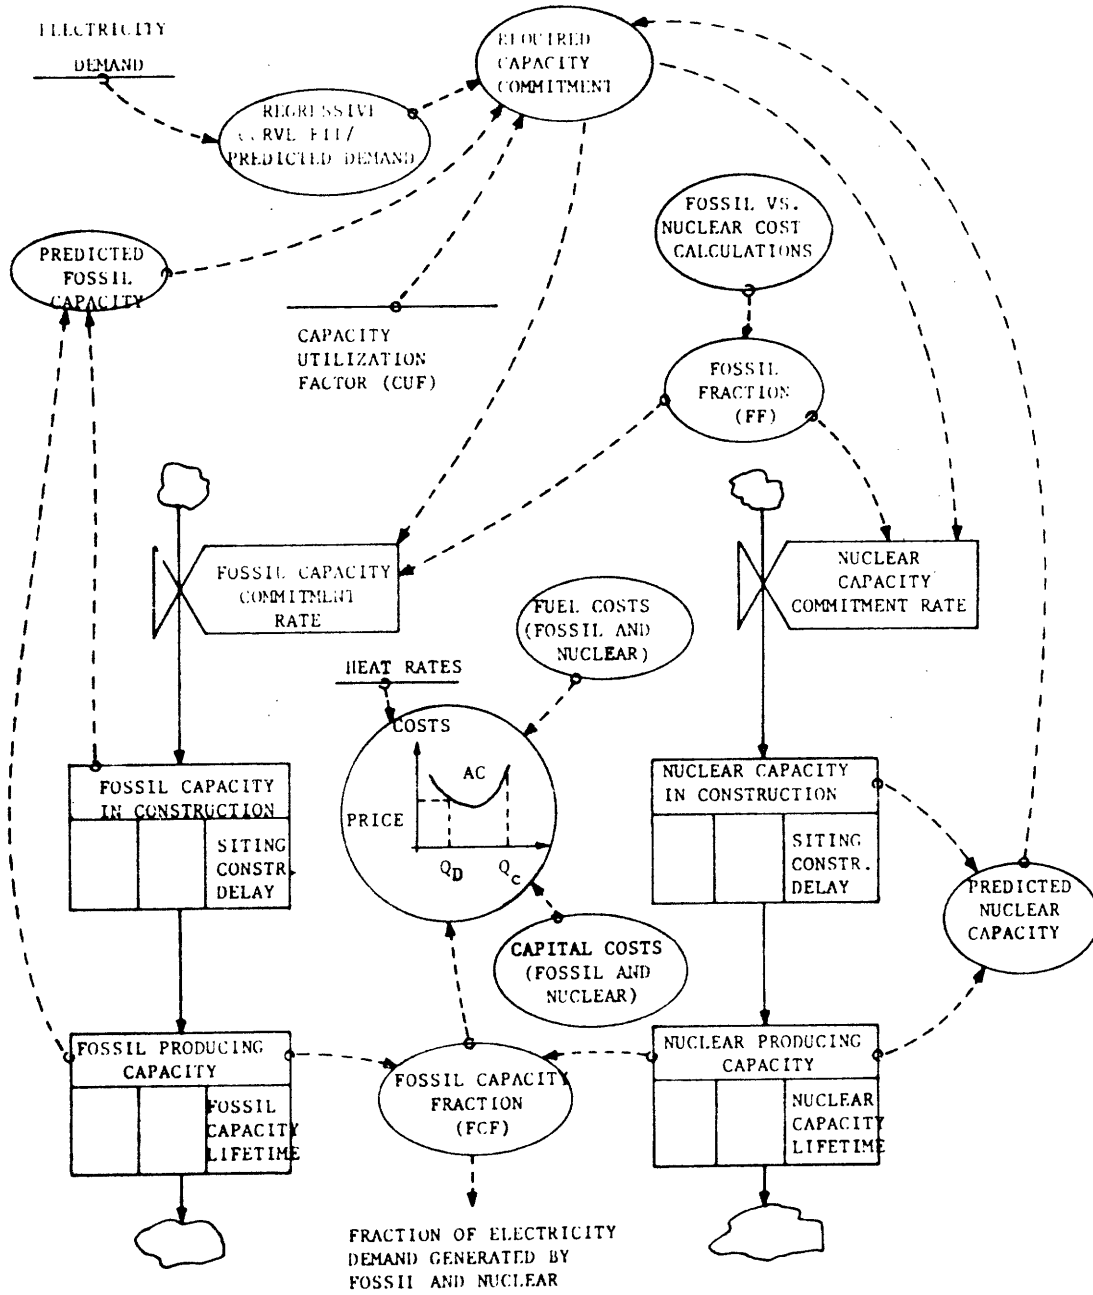 ELECTRICITY
DEMAND
REQUIRED
CAPACITY
COMMITMENT
REGRESSIVE
CURVE FIT/
PREDICTED DEMAND
FOSSIL VS.
NUCLEAR COST
CALCULATIONS
PREDICTED
FOSSIL
CAPACITY
CAPACITY
UTILIZATION
FACTOR (CUF)
FOSSIL
FRACTION
(FF)
FOSSIL CAPACITY
COMMITMENT
RATE
NUCLEAR
CAPACITY
COMMITMENT RATE
FUEL COSTS
(FOSSIL AND
NUCLEAR)
HEAT RATES
COSTS
AC
PRICE
Q_D Q_c
FOSSIL CAPACITY
IN CONSTRUCTION
SITING
CONSTR.
DELAY
NUCLEAR CAPACITY
IN CONSTRUCTION
SITING
CONSTR.
DELAY
PREDICTED
NUCLEAR
CAPACITY
CAPITAL COSTS
(FOSSIL AND
NUCLEAR)
FOSSIL PRODUCING
CAPACITY
FOSSIL
CAPACITY
LIFETIME
FOSSIL CAPACITY
FRACTION
(FCF)
NUCLEAR PRODUCING
CAPACITY
NUCLEAR
CAPACITY
LIFETIME
FRACTION OF ELECTRICITY
DEMAND GENERATED BY
FOSSIL AND NUCLEAR